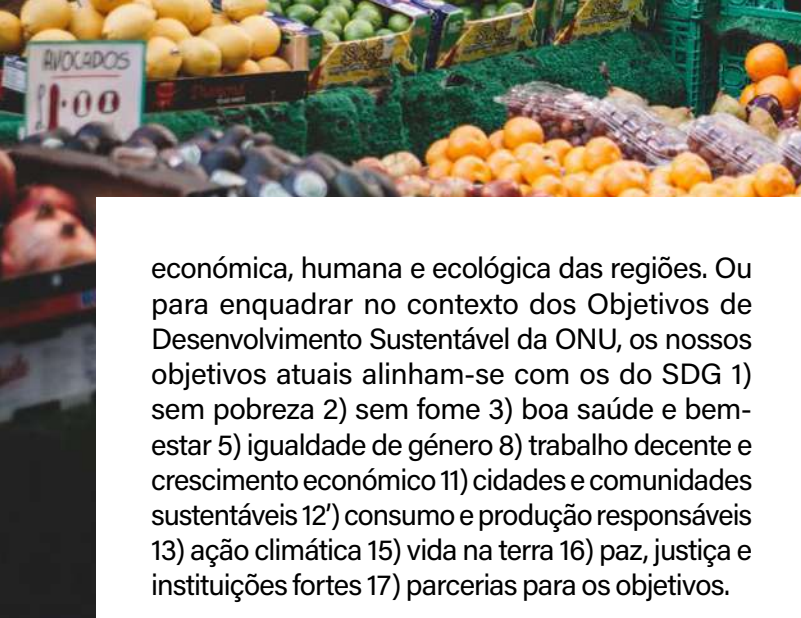 AVOCADOS
1.00
económica, humana e ecológica das regiões. Ou
para enquadrar no contexto dos Objetivos de
Desenvolvimento Sustentável da ONU, os nossos
objetivos atuais alinham-se com os do SDG 1)
sem pobreza 2) sem fome 3) boa saúde e bem-
estar 5) igualdade de género 8) trabalho decente e
crescimento económico 11) cidades e comunidades
sustentáveis 12’) consumo e produção responsáveis
13) ação climática 15) vida na terra 16) paz, justiça e
instituições fortes 17) parcerias para os objetivos.